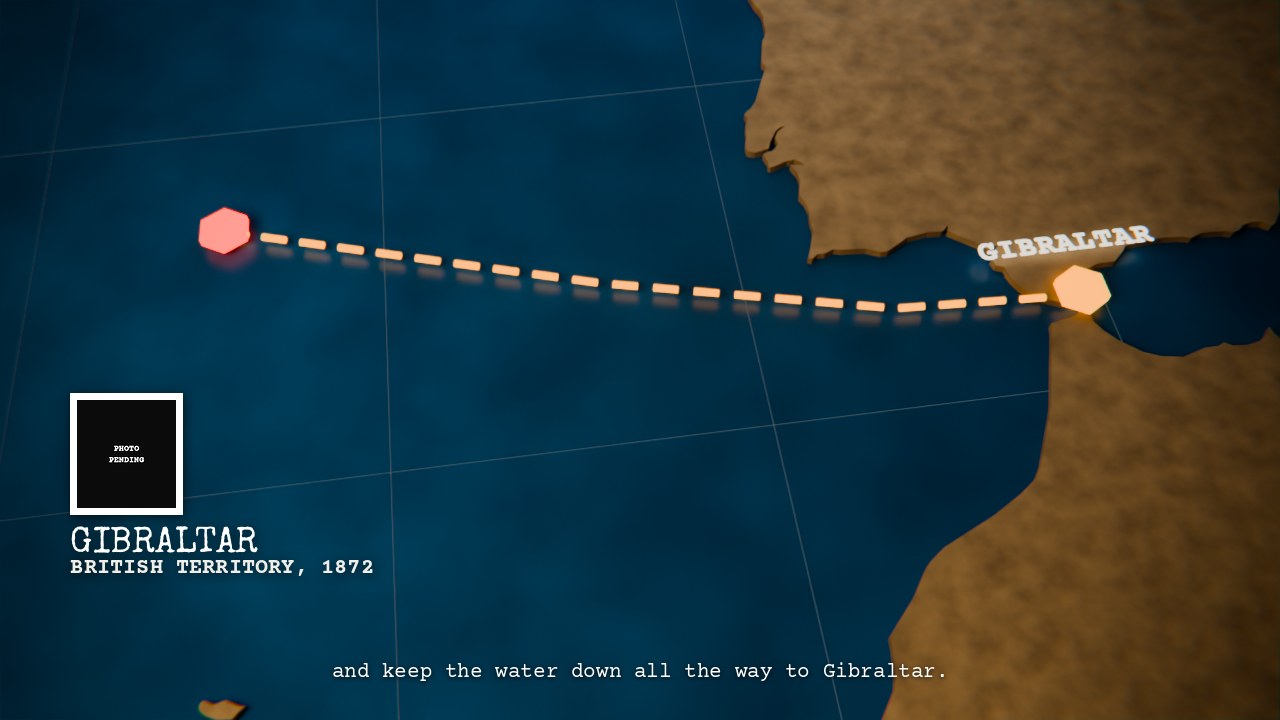 GIBRALTAR
PHOTO
PENDING
GIBRALTAR
BRITISH TERRITORY, 1872
and keep the water down all the way to Gibraltar.